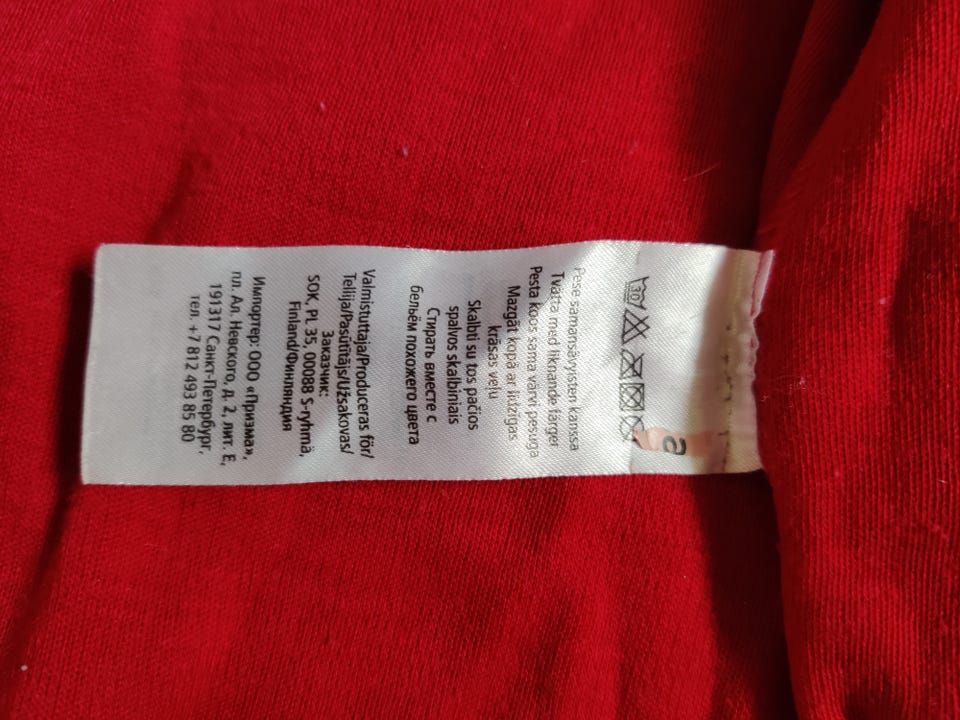 30
a
Pese samansävyisten kanssa
Tvätta med liknande färger
Pesta koos sama värvi pesuga
Mazgāt kopā ar līdzīgas
krāsas veļu
Skalbti su tos pačios
spalvos skalbiniais
Стирать вместе с
бельём похожего цвета
Valmistuttaja/Produceras för/
Tellija/Pasūtītājs/Užsakovas/
Заказчик:
SOK, PL 35, 00088 S-ryhmä,
Finland/Финляндия
Импортер: ООО «Призма»,
пл. Ал. Невского, д. 2, лит. Е,
191317 Санкт-Петербург,
тел. +7 812 493 85 80